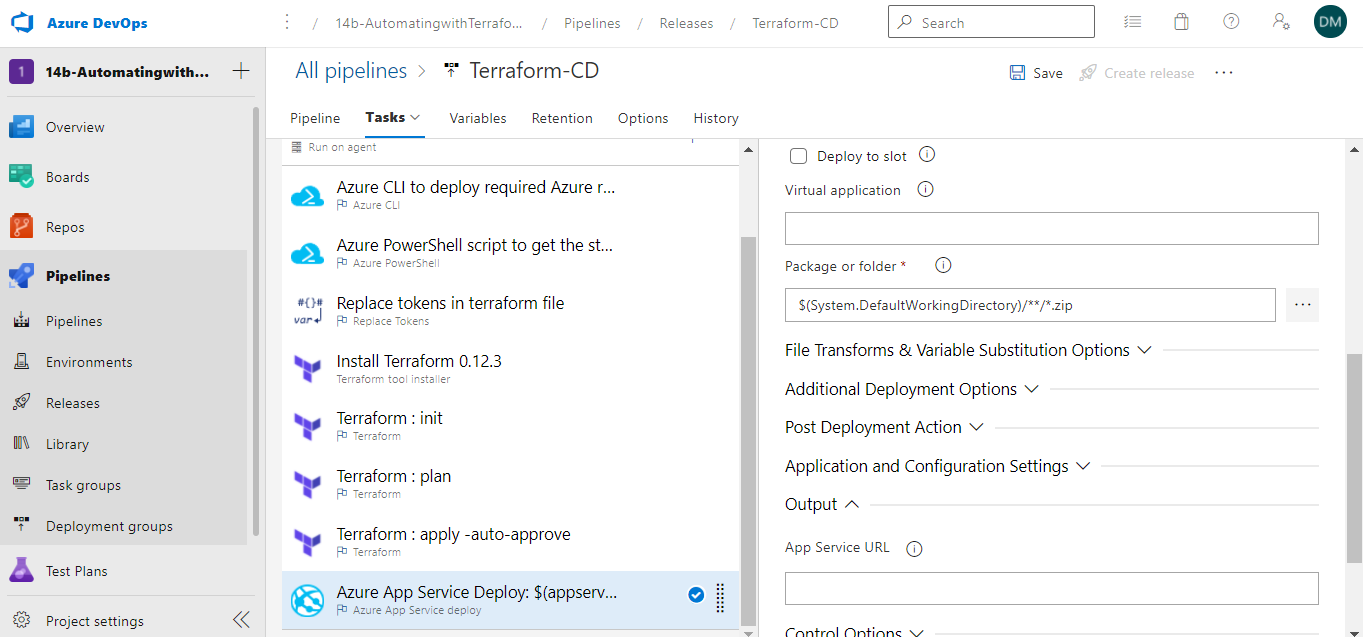 Azure DevOps
/ 14b-AutomatingwithTerrafo... / Pipelines / Releases / Terraform-CD
Search
DM
1 14b-Automatingwith...
Overview
Boards
Repos
Pipelines
Pipelines
Environments
Releases
Library
Task groups
Deployment groups
Test Plans
Project settings
All pipelines > Terraform-CD
Save
Create release
Pipeline Tasks Variables Retention Options History
Run on agent
Azure CLI to deploy required Azure r...
Azure CLI
Azure PowerShell script to get the st...
Azure PowerShell
#{}#
var
Replace tokens in terraform file
Replace Tokens
Install Terraform 0.12.3
Terraform tool installer
Terraform : init
Terraform
Terraform : plan
Terraform
Terraform : apply -auto-approve
Terraform
Azure App Service Deploy: $(appserv...
Azure App Service deploy
Deploy to slot
Virtual application
Package or folder *
$(System.DefaultWorkingDirectory)/**/*.zip
File Transforms & Variable Substitution Options
Additional Deployment Options
Post Deployment Action
Application and Configuration Settings
Output
App Service URL
Control Options